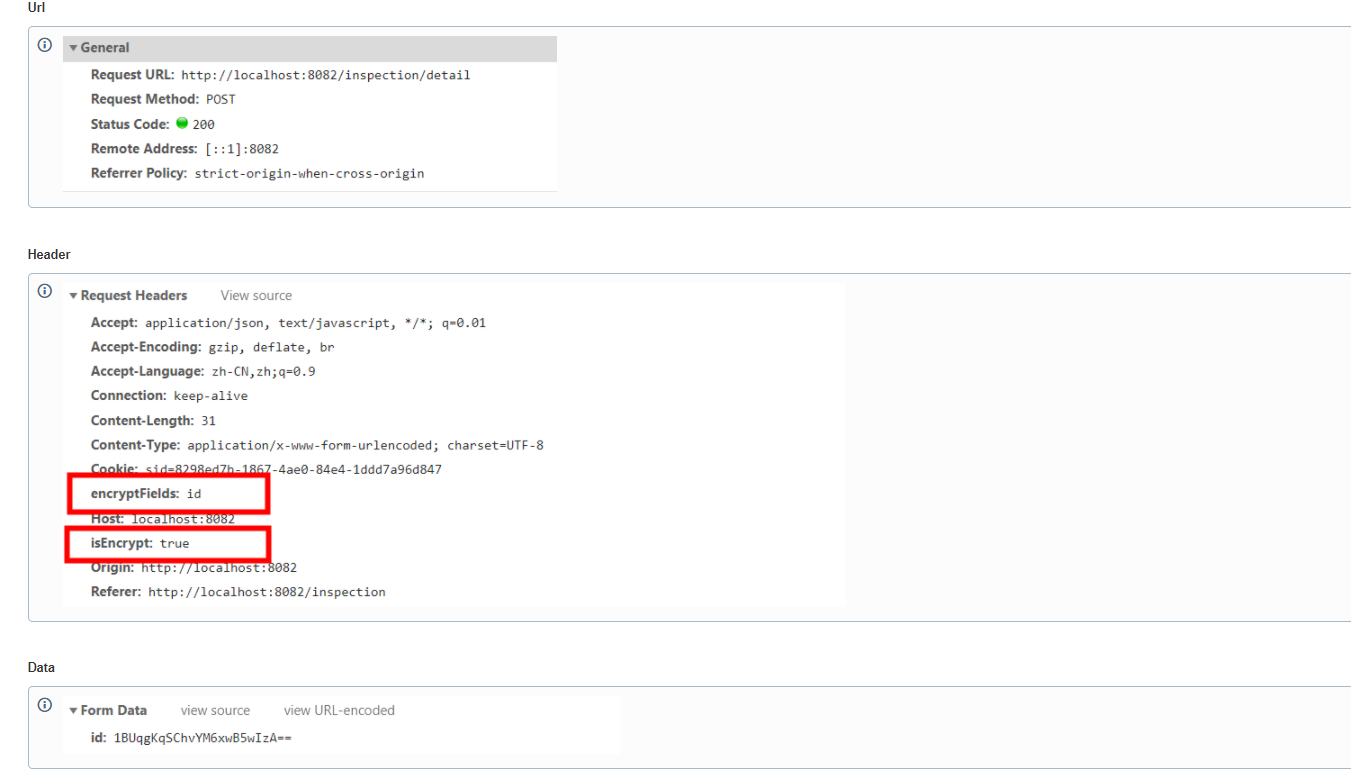 Url
General
Request URL: http://localhost:8082/inspection/detail
Request Method: POST
Status Code: 200
Remote Address: [::1]:8082
Referrer Policy: strict-origin-when-cross-origin
Header
Request Headers View source
Accept: application/json, text/javascript, */*; q=0.01
Accept-Encoding: gzip, deflate, br
Accept-Language: zh-CN,zh;q=0.9
Connection: keep-alive
Content-Length: 31
Content-Type: application/x-www-form-urlencoded; charset=UTF-8
Cookie: sid=8298ed7h-1867-4ae0-84e4-1ddd7a96d847
encryptFields: id
Host: localhost:8082
isEncrypt: true
Origin: http://localhost:8082
Referer: http://localhost:8082/inspection
Data
Form Data view source view URL-encoded
id: 1BUqgKqSChvYM6xwB5wIzA==